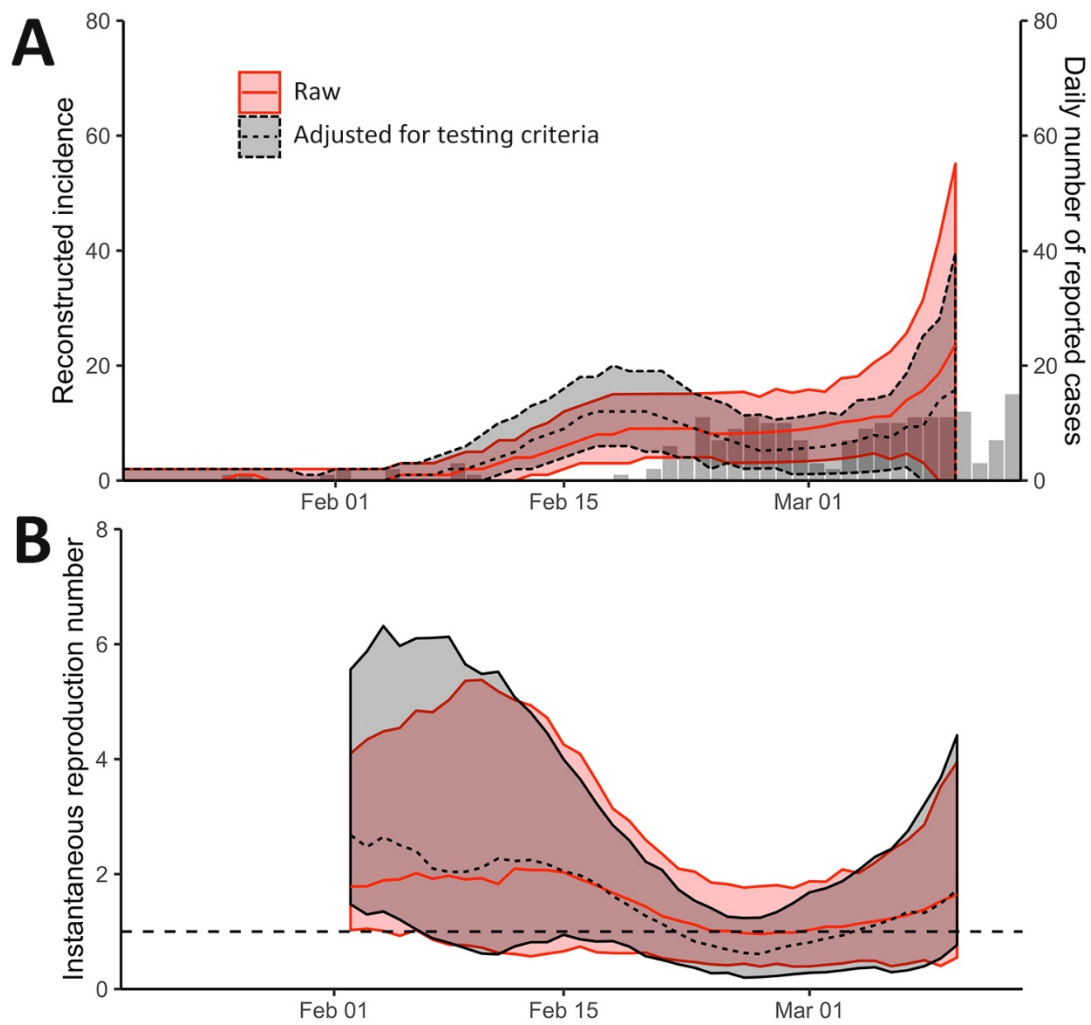 A
80
60
40
20
0
Reconstructed incidence
Raw
Adjusted for testing criteria
80
60
40
20
0
Daily number of reported cases
Feb 01
Feb 15
Mar 01
B
8
6
4
2
0
Instantaneous reproduction number
Feb 01
Feb 15
Mar 01